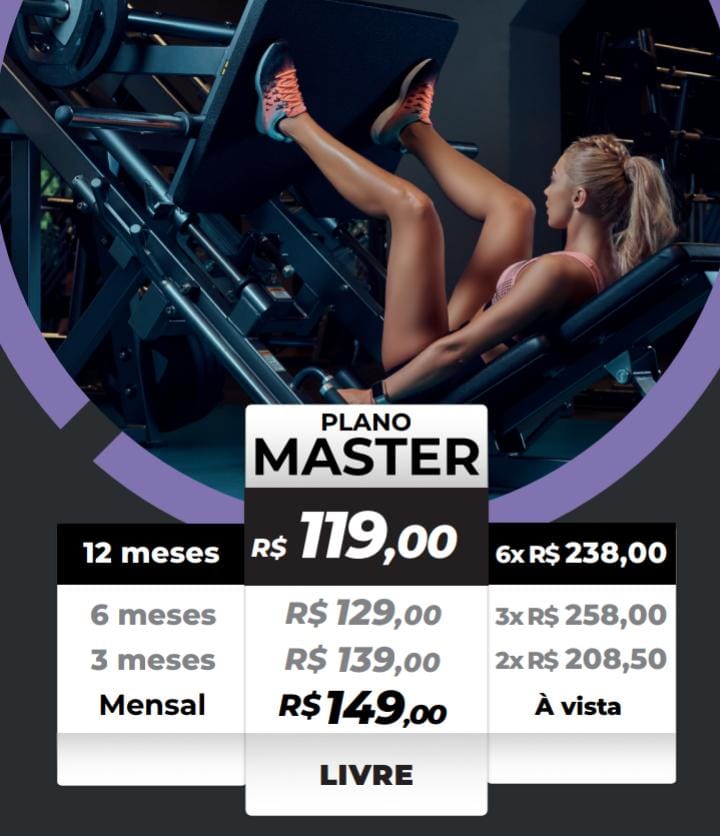 PLANO
MASTER
12 meses R$ 119,00 6x R$ 238,00
6 meses R$ 129,00 3x R$ 258,00
3 meses R$ 139,00 2x R$ 208,50
Mensal R$ 149,00 À vista
LIVRE